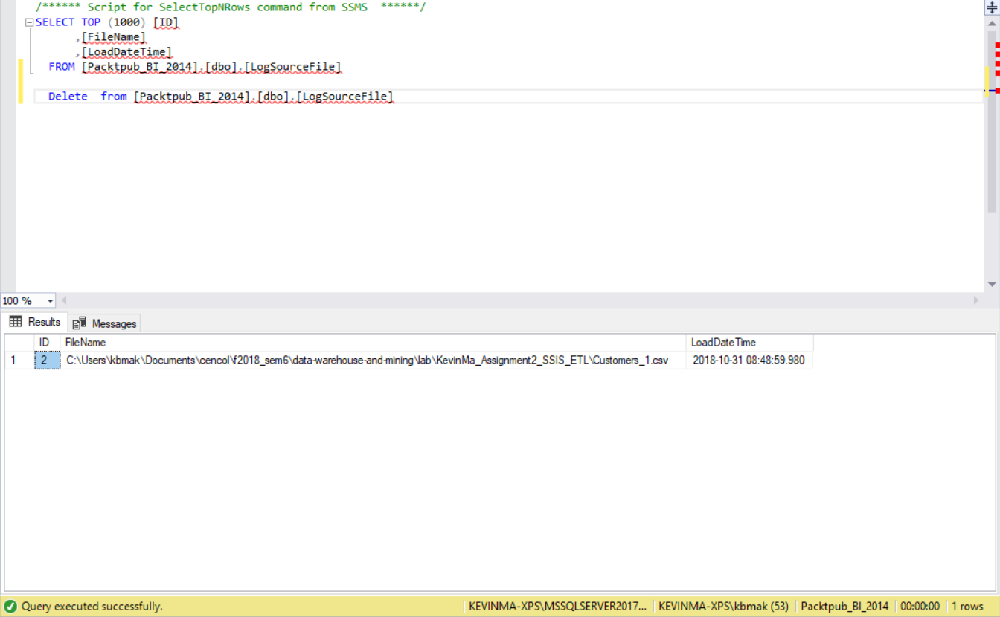 /****** Script for SelectTopNRows command from SSMS  ******/
SELECT TOP (1000) [ID]
,[FileName]
,[LoadDateTime]
FROM [Packtpub_BI_2014].[dbo].[LogSourceFile]
Delete  from [Packtpub_BI_2014].[dbo].[LogSourceFile]
100 %
Results Messages
ID FileName LoadDateTime
1 2 C:\Users\kbmak\Documents\cencol\f2018_sem6\data-warehouse-and-mining\lab\KevinMa_Assignment2_SSIS_ETL\Customers_1.csv 2018-10-31 08:48:59.980
Query executed successfully. KEVINMA-XPS\MSSQLSERVER2017... KEVINMA-XPS\kbmak (53) Packtpub_BI_2014 00:00:00 1 rows